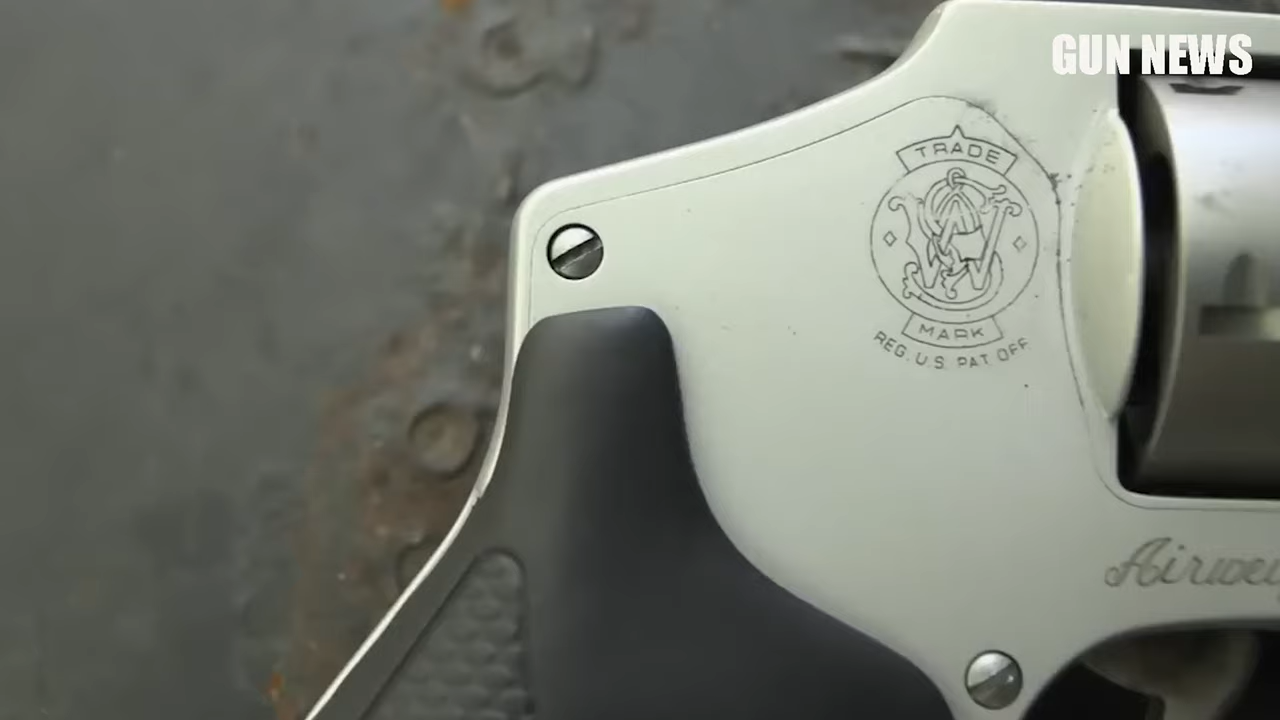 GUN NEWS
TRADE
S&W
MARK
REG. U.S. PAT. OFF.